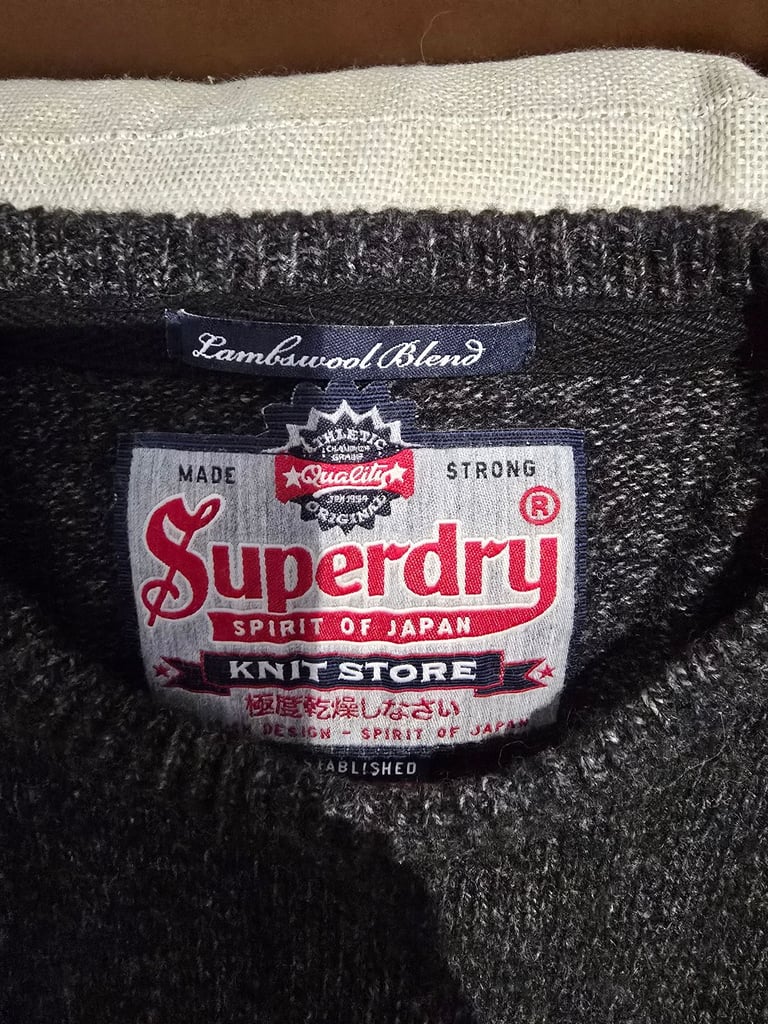 Lambswool Blend
ATHLETIC
Quality
ORIGINAL
MADE STRONG
Superdry®
SPIRIT OF JAPAN
KNIT STORE
極度乾燥しなさい
DESIGN - SPIRIT OF JAPAN